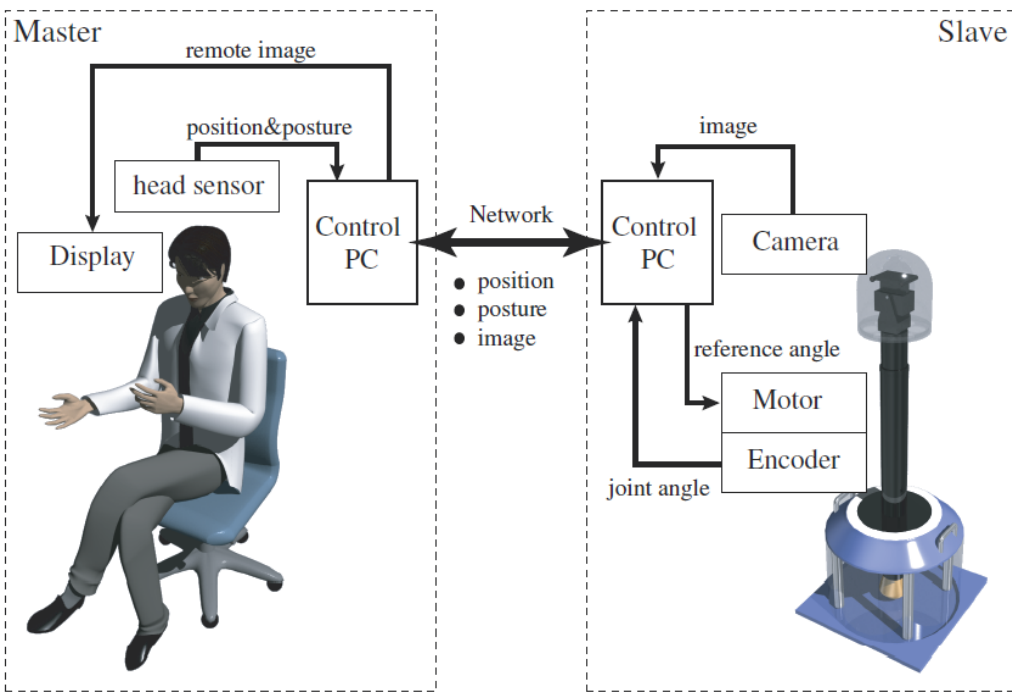 Master
remote image
position&posture
head sensor
Display
Control
PC
Network
● position
● posture
● image
Slave
image
Control
PC
Camera
reference angle
Motor
Encoder
joint angle